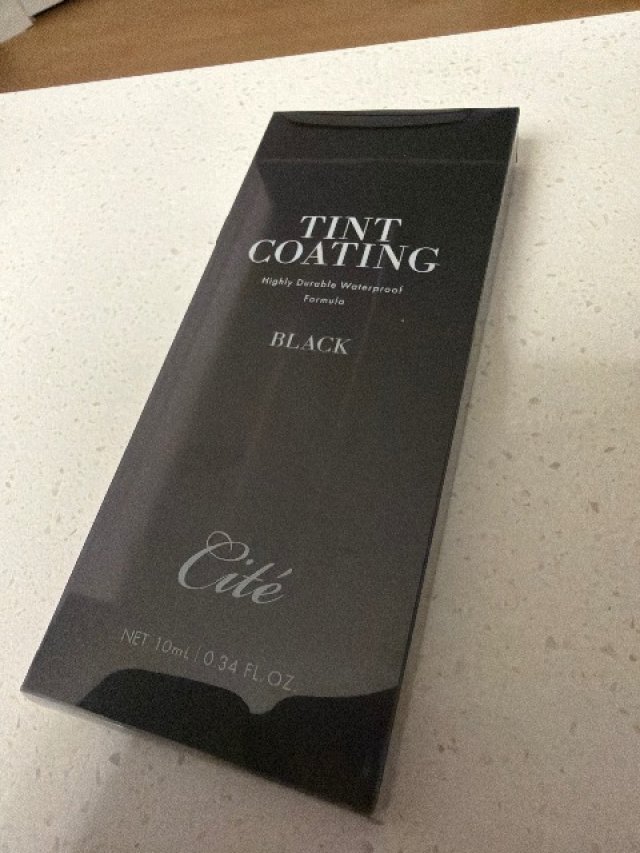 TINT
COATING
Highly Durable Waterproof
Formula
BLACK
Cité
NET 10mL | 0.34 FL.OZ.